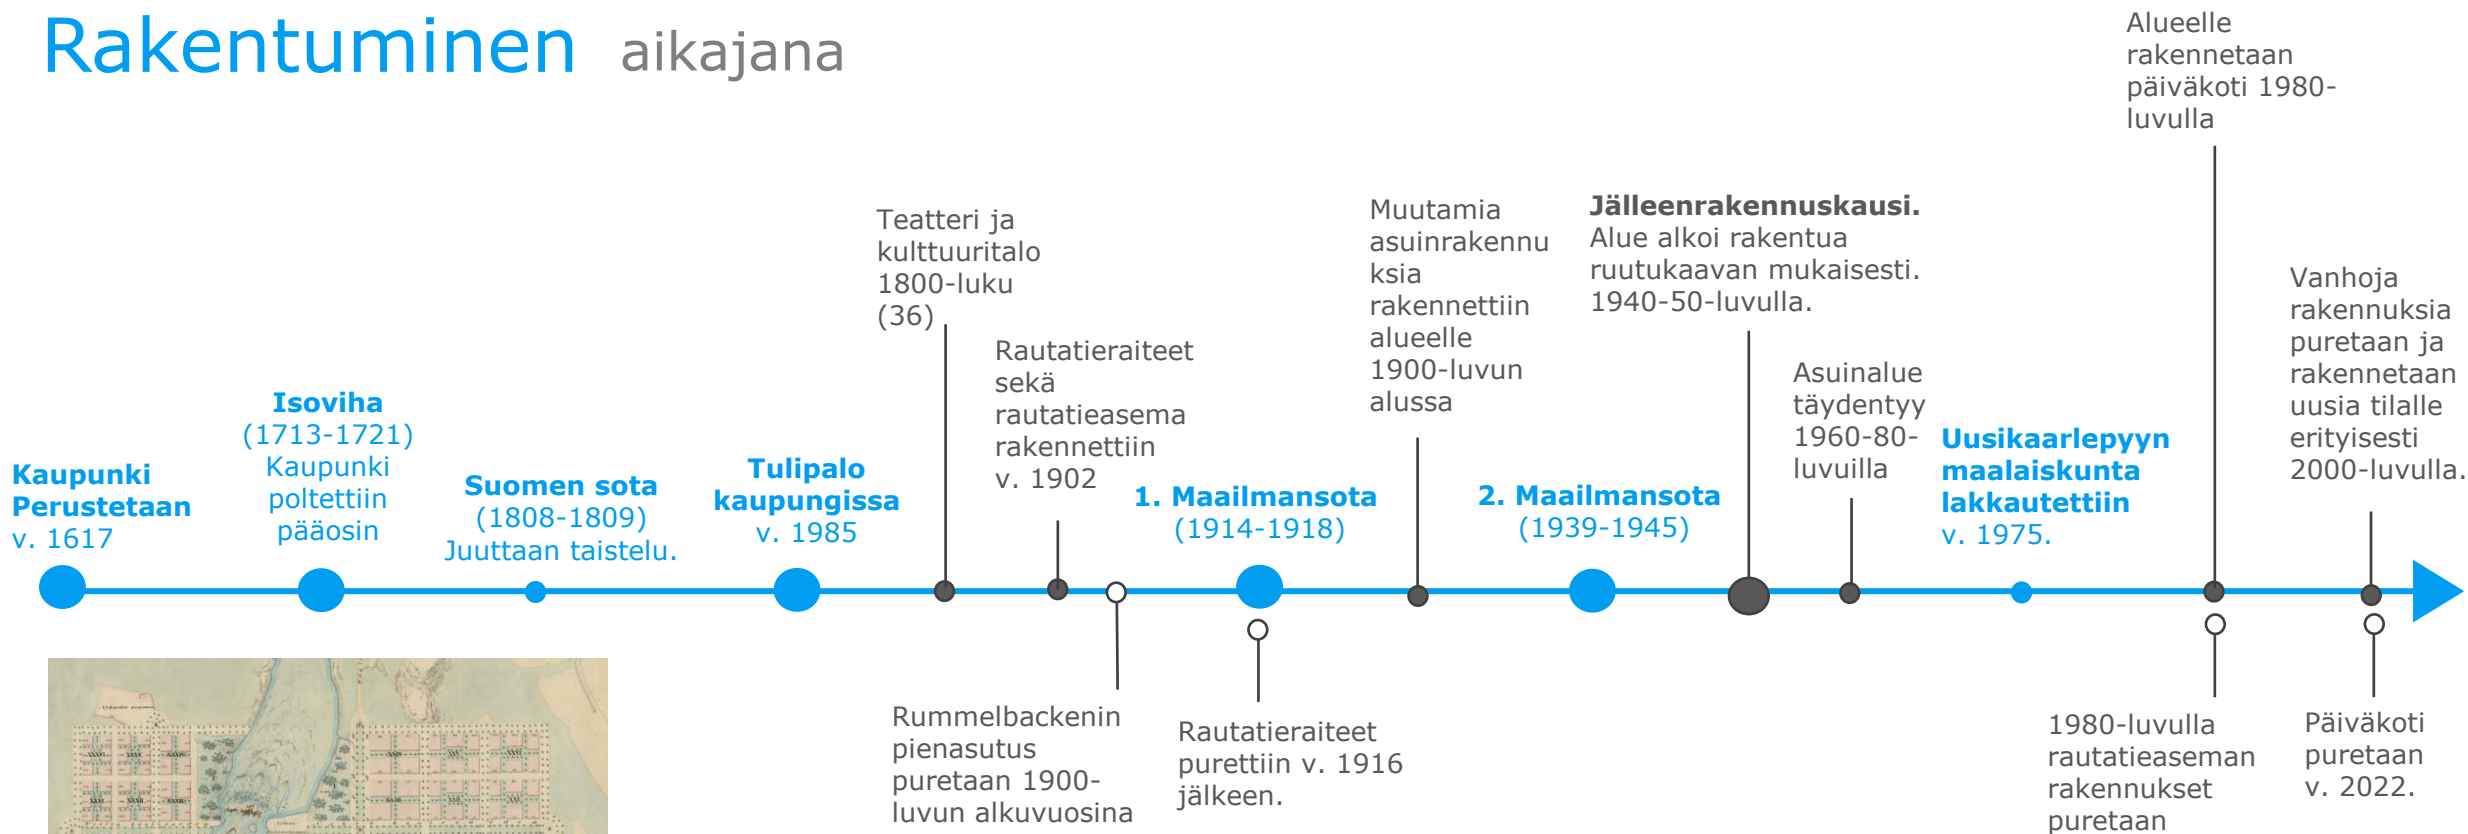 Rakentuminen aikajana
Kaupunki
Perustetaan
v. 1617
Isoviha
(1713-1721)
Kaupunki
poltettiin
pääosin
Suomen sota
(1808-1809)
Juuttaan taistelu.
Tulipalo
kaupungissa
v. 1985
Teatteri ja
kulttuuritalo
1800-luku
(36)
Rautatieraiteet
sekä
rautatieasema
rakennettiin
v. 1902
Rummelbackenin
pienasutus
puretaan 1900-
luvun alkuvuosina
1. Maailmansota
(1914-1918)
Rautatieraiteet
purettiin v. 1916
jälkeen.
Muutamia
asuinrakennu
ksia
rakennettiin
alueelle
1900-luvun
alussa
2. Maailmansota
(1939-1945)
Jälleenrakennuskausi.
Alue alkoi rakentua
ruutukaavan mukaisesti.
1940-50-luvulla.
Asuinalue
täydentyy
1960-80-
luvuilla
Uusikaarlepyyn
maalaiskunta
lakkautettiin
v. 1975.
Alueelle
rakennetaan
päiväkoti 1980-
luvulla
1980-luvulla
rautatieaseman
rakennukset
puretaan
Vanhoja
rakennuksia
puretaan ja
rakennetaan
uusia tilalle
erityisesti
2000-luvulla.
Päiväkoti
puretaan
v. 2022.